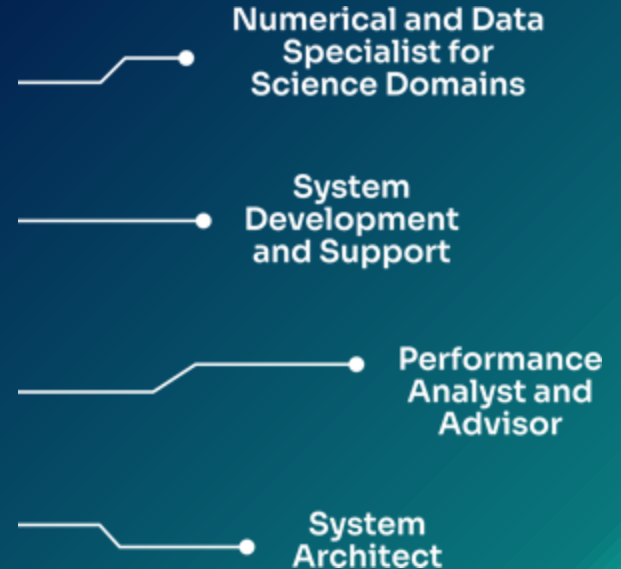 Numerical and Data
Specialist for
Science Domains
System
Development
and Support
Performance
Analyst and
Advisor
System
Architect